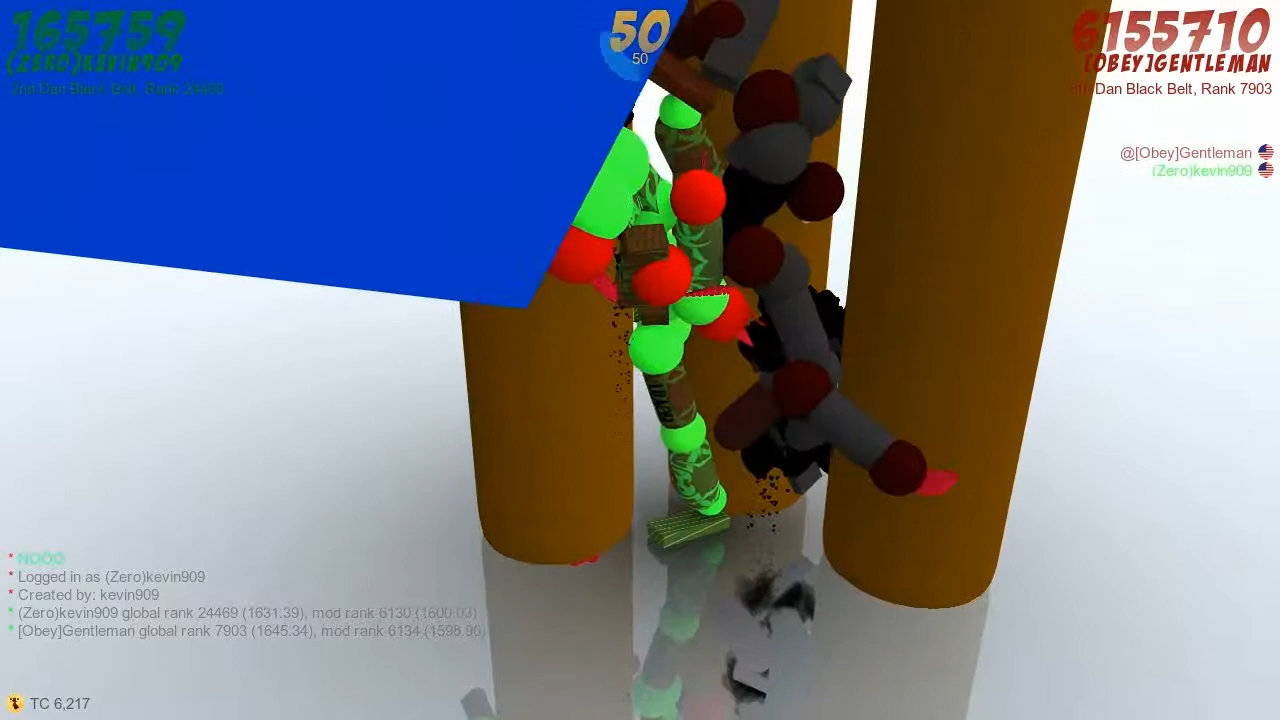 165759
(ZERO)KEVIN909
2nd Dan Black Belt, Rank 24468
50
50
6155710
[OBEY]GENTLEMAN
Dan Black Belt, Rank 7903
@[Obey]Gentleman
(Zero)kevin909
* NOOO
* Logged in as (Zero)kevin909
* Created by: kevin909
* (Zero)kevin909 global rank 24469 (1631.39), mod rank 6130 (1600.03)
* [Obey]Gentleman global rank 7903 (1645.34), mod rank 6134 (1598.96)
TC 6,217